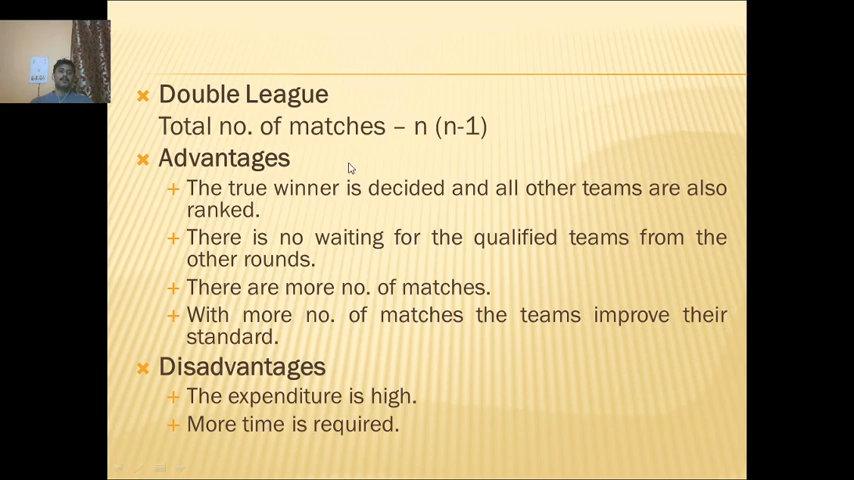 Double League
Total no. of matches – n (n-1)
Advantages
The true winner is decided and all other teams are also
ranked.
There is no waiting for the qualified teams from the
other rounds.
There are more no. of matches.
With more no. of matches the teams improve their
standard.
Disadvantages
The expenditure is high.
More time is required.